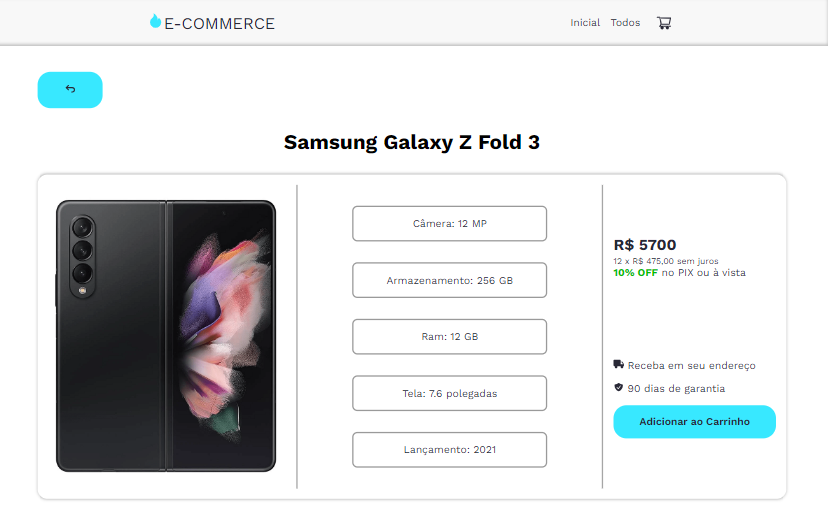 E-COMMERCE
Inicial Todos
Samsung Galaxy Z Fold 3
Câmera: 12 MP
Armazenamento: 256 GB
Ram: 12 GB
Tela: 7.6 polegadas
Lançamento: 2021
R$ 5700
12 x R$ 475,00 sem juros
10% OFF no PIX ou à vista
Receba em seu endereço
90 dias de garantia
Adicionar ao Carrinho